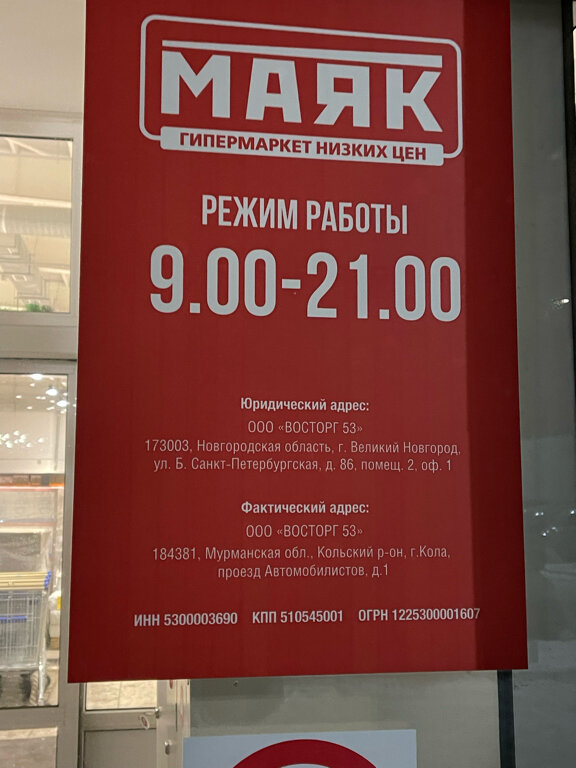 МАЯК
ГИПЕРМАРКЕТ НИЗКИХ ЦЕН
РЕЖИМ РАБОТЫ
9.00-21.00
Юридический адрес:
ООО «ВОСТОРГ 53»
173003, Новгородская область, г. Великий Новгород,
ул. Б. Санкт-Петербургская, д. 86, помещ. 2, оф. 1
Фактический адрес:
ООО «ВОСТОРГ 53»
184381, Мурманская обл., Кольский р-он, г.Кола,
проезд Автомобилистов, д.1
ИНН 5300003690 КПП 510545001 ОГРН 1225300001607